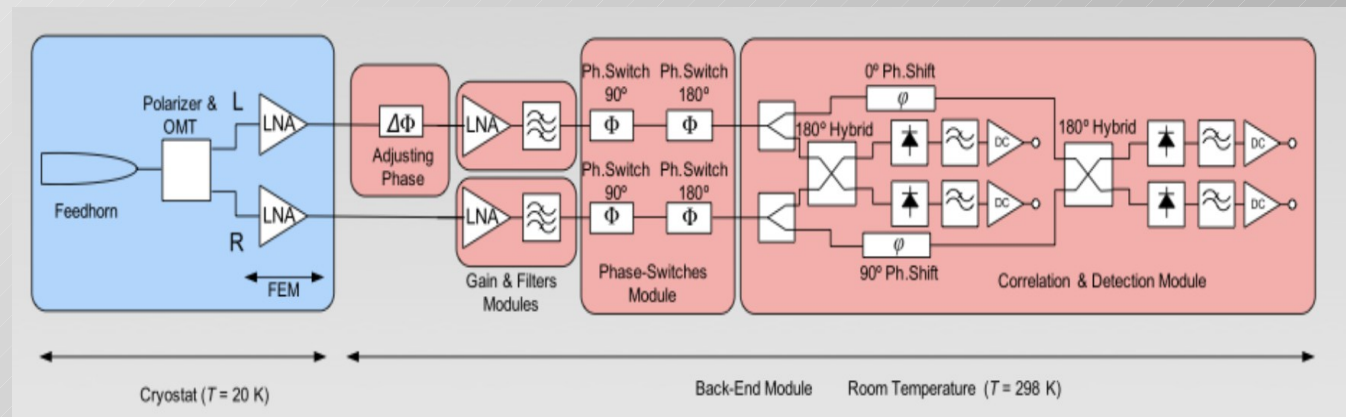 Polarizer &
OMT
L
R
LNA
LNA
Feedhorn
FEM
ΔΦ
Adjusting
Phase
LNA
LNA
Gain & Filters
Modules
Ph.Switch
90º
Ph.Switch
180º
Φ
Φ
Ph.Switch
90º
Ph.Switch
180º
Φ
Φ
Phase-Switches
Module
0º Ph.Shift
φ
180º Hybrid
DC
DC
φ
90º Ph.Shift
180º Hybrid
DC
DC
Correlation & Detection Module
Cryostat (T = 20 K)
Back-End Module
Room Temperature (T = 298 K)